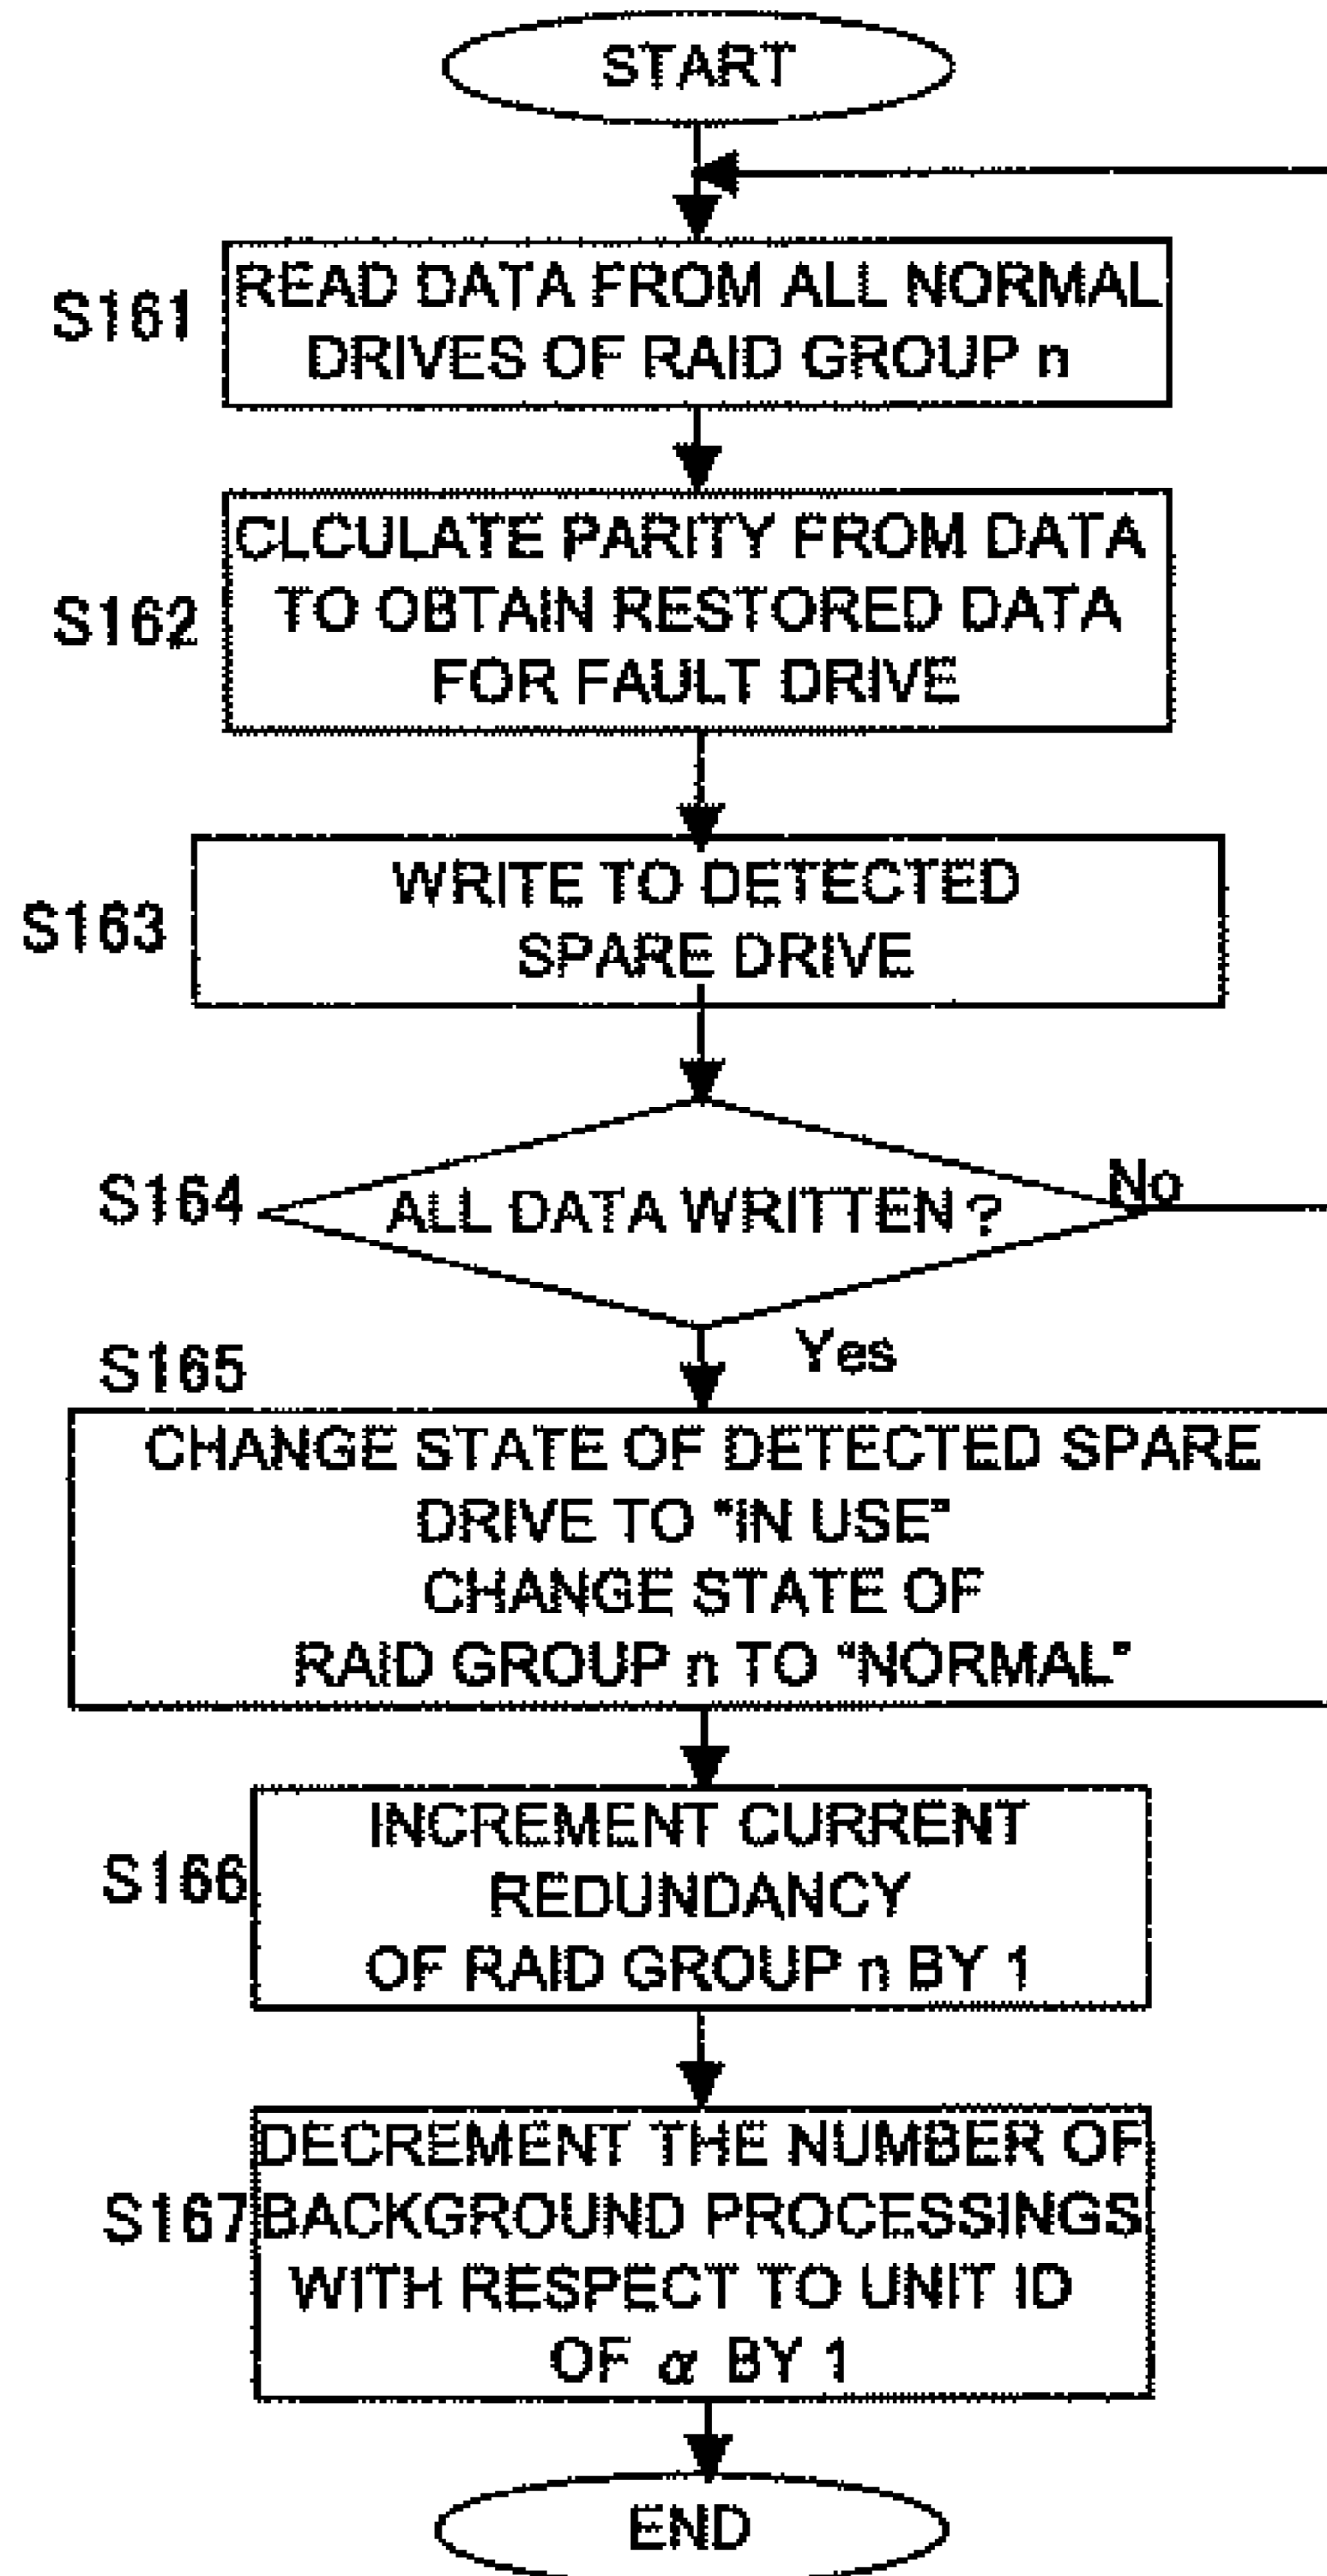 START
S161
READ DATA FROM ALL NORMAL
DRIVES OF RAID GROUP n
S162
CLCULATE PARITY FROM DATA
TO OBTAIN RESTORED DATA
FOR FAULT DRIVE
S163
WRITE TO DETECTED
SPARE DRIVE
S164
ALL DATA WRITTEN ?
No
Yes
S165
CHANGE STATE OF DETECTED SPARE
DRIVE TO "IN USE"
CHANGE STATE OF
RAID GROUP n TO "NORMAL"
S166
INCREMENT CURRENT
REDUNDANCY
OF RAID GROUP n BY 1
S167
DECREMENT THE NUMBER OF
BACKGROUND PROCESSINGS
WITH RESPECT TO UNIT ID
OF α BY 1
END